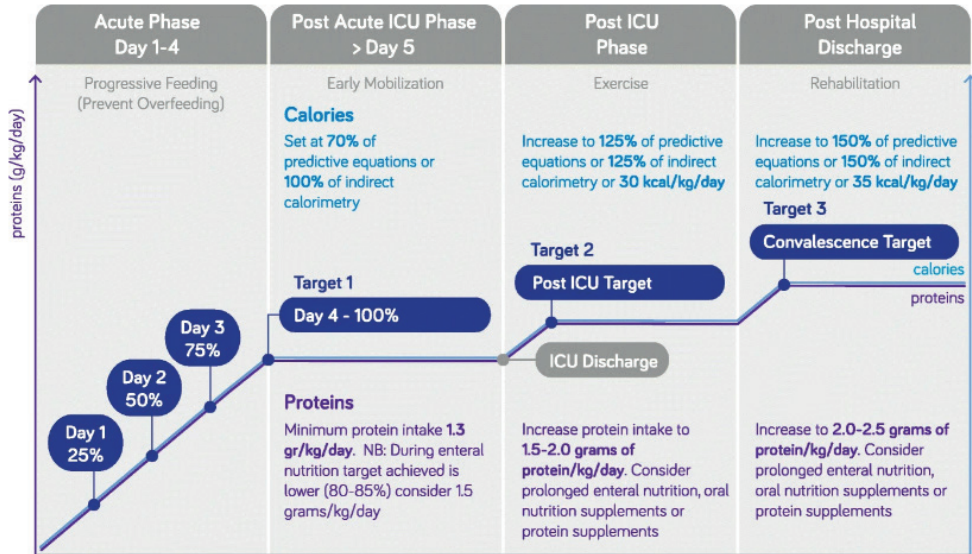 Acute Phase
Day 1-4
Post Acute ICU Phase
> Day 5
Post ICU
Phase
Post Hospital
Discharge
Progressive Feeding
(Prevent Overfeeding)
Early Mobilization
Exercise
Rehabilitation
proteins (g/kg/day)
Calories
Set at 70% of
predictive equations or
100% of indirect
calorimetry
Increase to 125% of predictive
equations or 125% of indirect
calorimetry or 30 kcal/kg/day
Increase to 150% of predictive
equations or 150% of indirect
calorimetry or 35 kcal/kg/day
Target 1
Day 4 - 100%
Target 2
Post ICU Target
Target 3
Convalescence Target
calories
proteins
Day 3
75%
Day 2
50%
Day 1
25%
ICU Discharge
Proteins
Minimum protein intake 1.3
gr/kg/day. NB: During enteral
nutrition target achieved is
lower (80-85%) consider 1.5
grams/kg/day
Increase protein intake to
1.5-2.0 grams of
protein/kg/day. Consider
prolonged enteral nutrition, oral
nutrition supplements or
protein supplements
Increase to 2.0-2.5 grams of
protein/kg/day. Consider
prolonged enteral nutrition,
oral nutrition supplements or
protein supplements